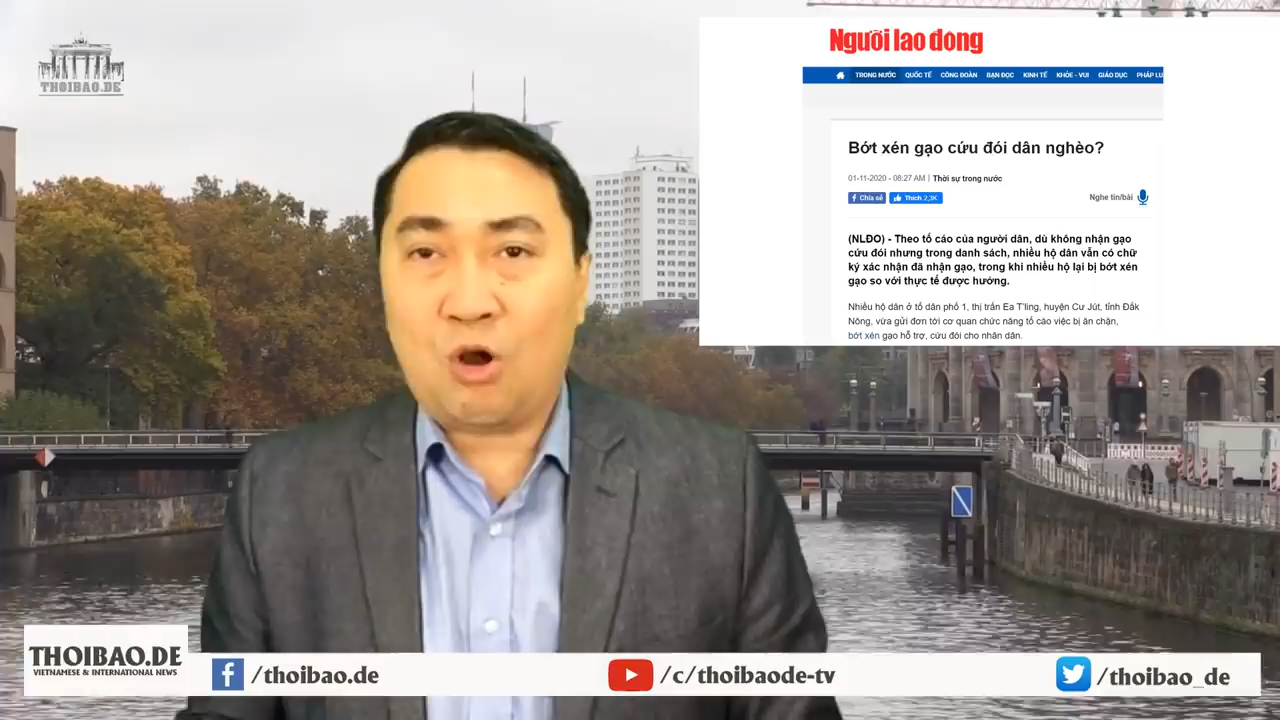 THOIBAO.DE
Người lao động
TRONG NƯỚC QUỐC TẾ CÔNG ĐOÀN BẠN ĐỌC KINH TẾ KHỎE - VUI GIÁO DỤC PHÁP LU
Bớt xén gạo cứu đói dân nghèo?
01-11-2020 - 08:27 AM | Thời sự trong nước
Chia sẻ Thích 2,3K Nghe tin/bài
(NLĐO) - Theo tố cáo của người dân, dù không nhận gạo
cứu đói nhưng trong danh sách, nhiều hộ dân vẫn có chữ
ký xác nhận đã nhận gạo, trong khi nhiều hộ lại bị bớt xén
gạo so với thực tế được hưởng.
Nhiều hộ dân ở tổ dân phố 1, thị trấn Ea T'ling, huyện Cư Jút, tỉnh Đắk
Nông, vừa gửi đơn tới cơ quan chức năng tố cáo việc bị ăn chặn,
bớt xén gạo hỗ trợ, cứu đói cho nhân dân.
THOIBAO.DE
VIETNAMESE & INTERNATIONAL NEWS
/thoibao.de
/c/thoibaode-tv
/thoibao_de